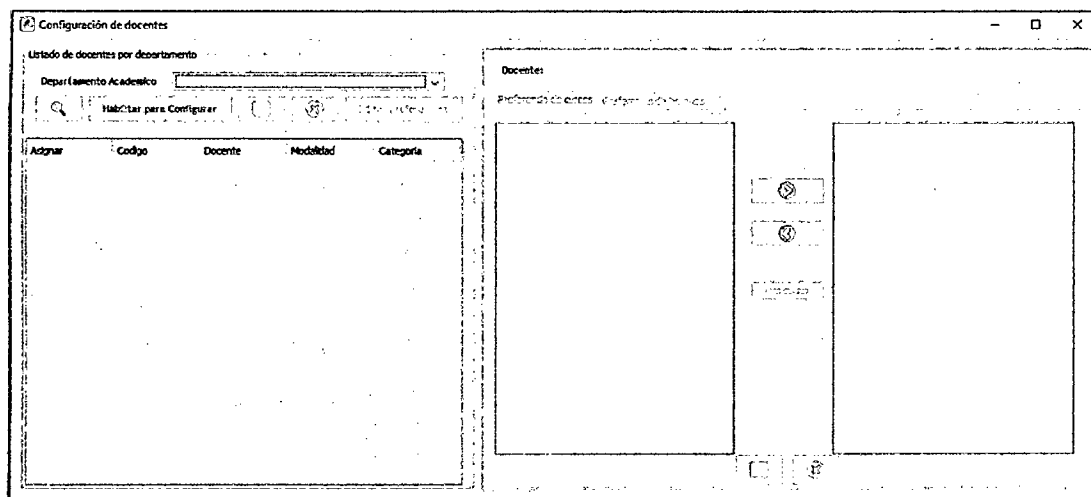 Configuración de docentes
Listado de docentes por departamento
Departamento Academico
Habilitar para Configurar
Asignar Codigo Docente Modalidad Categoria
Docente: